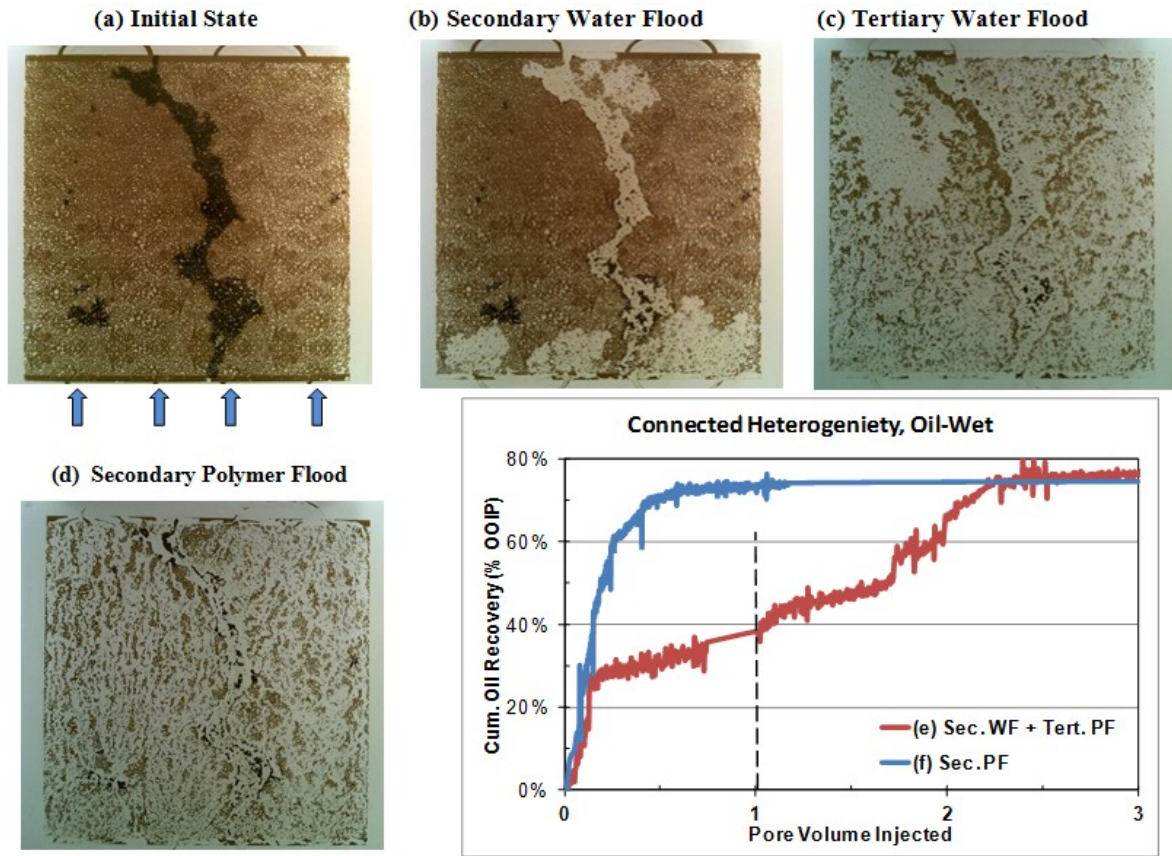 (a) Initial State
(b) Secondary Water Flood
(c) Tertiary Water Flood
(d) Secondary Polymer Flood
Connected Heterogeniety, Oil-Wet
Cum. Oil Recovery (% OOIP)
80%
60%
40%
20%
0%
0
1
2
3
Pore Volume Injected
(e) Sec. WF + Tert. PF
(f) Sec. PF